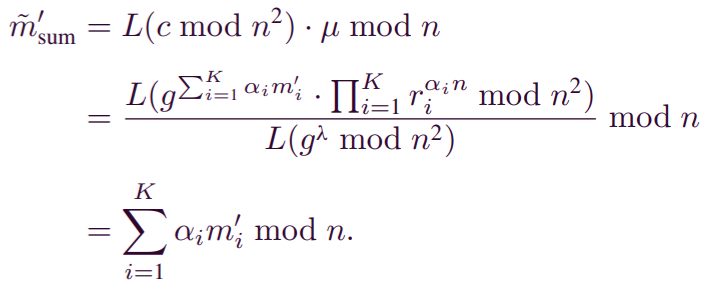 m̃′_sum = L(c mod n²) · μ mod n
= L(g^{∑_{i=1}^{K} α_i m′_i} · ∏_{i=1}^{K} r_i^{α_i n} mod n²) / L(g^λ mod n²) mod n
= ∑_{i=1}^{K} α_i m′_i mod n.